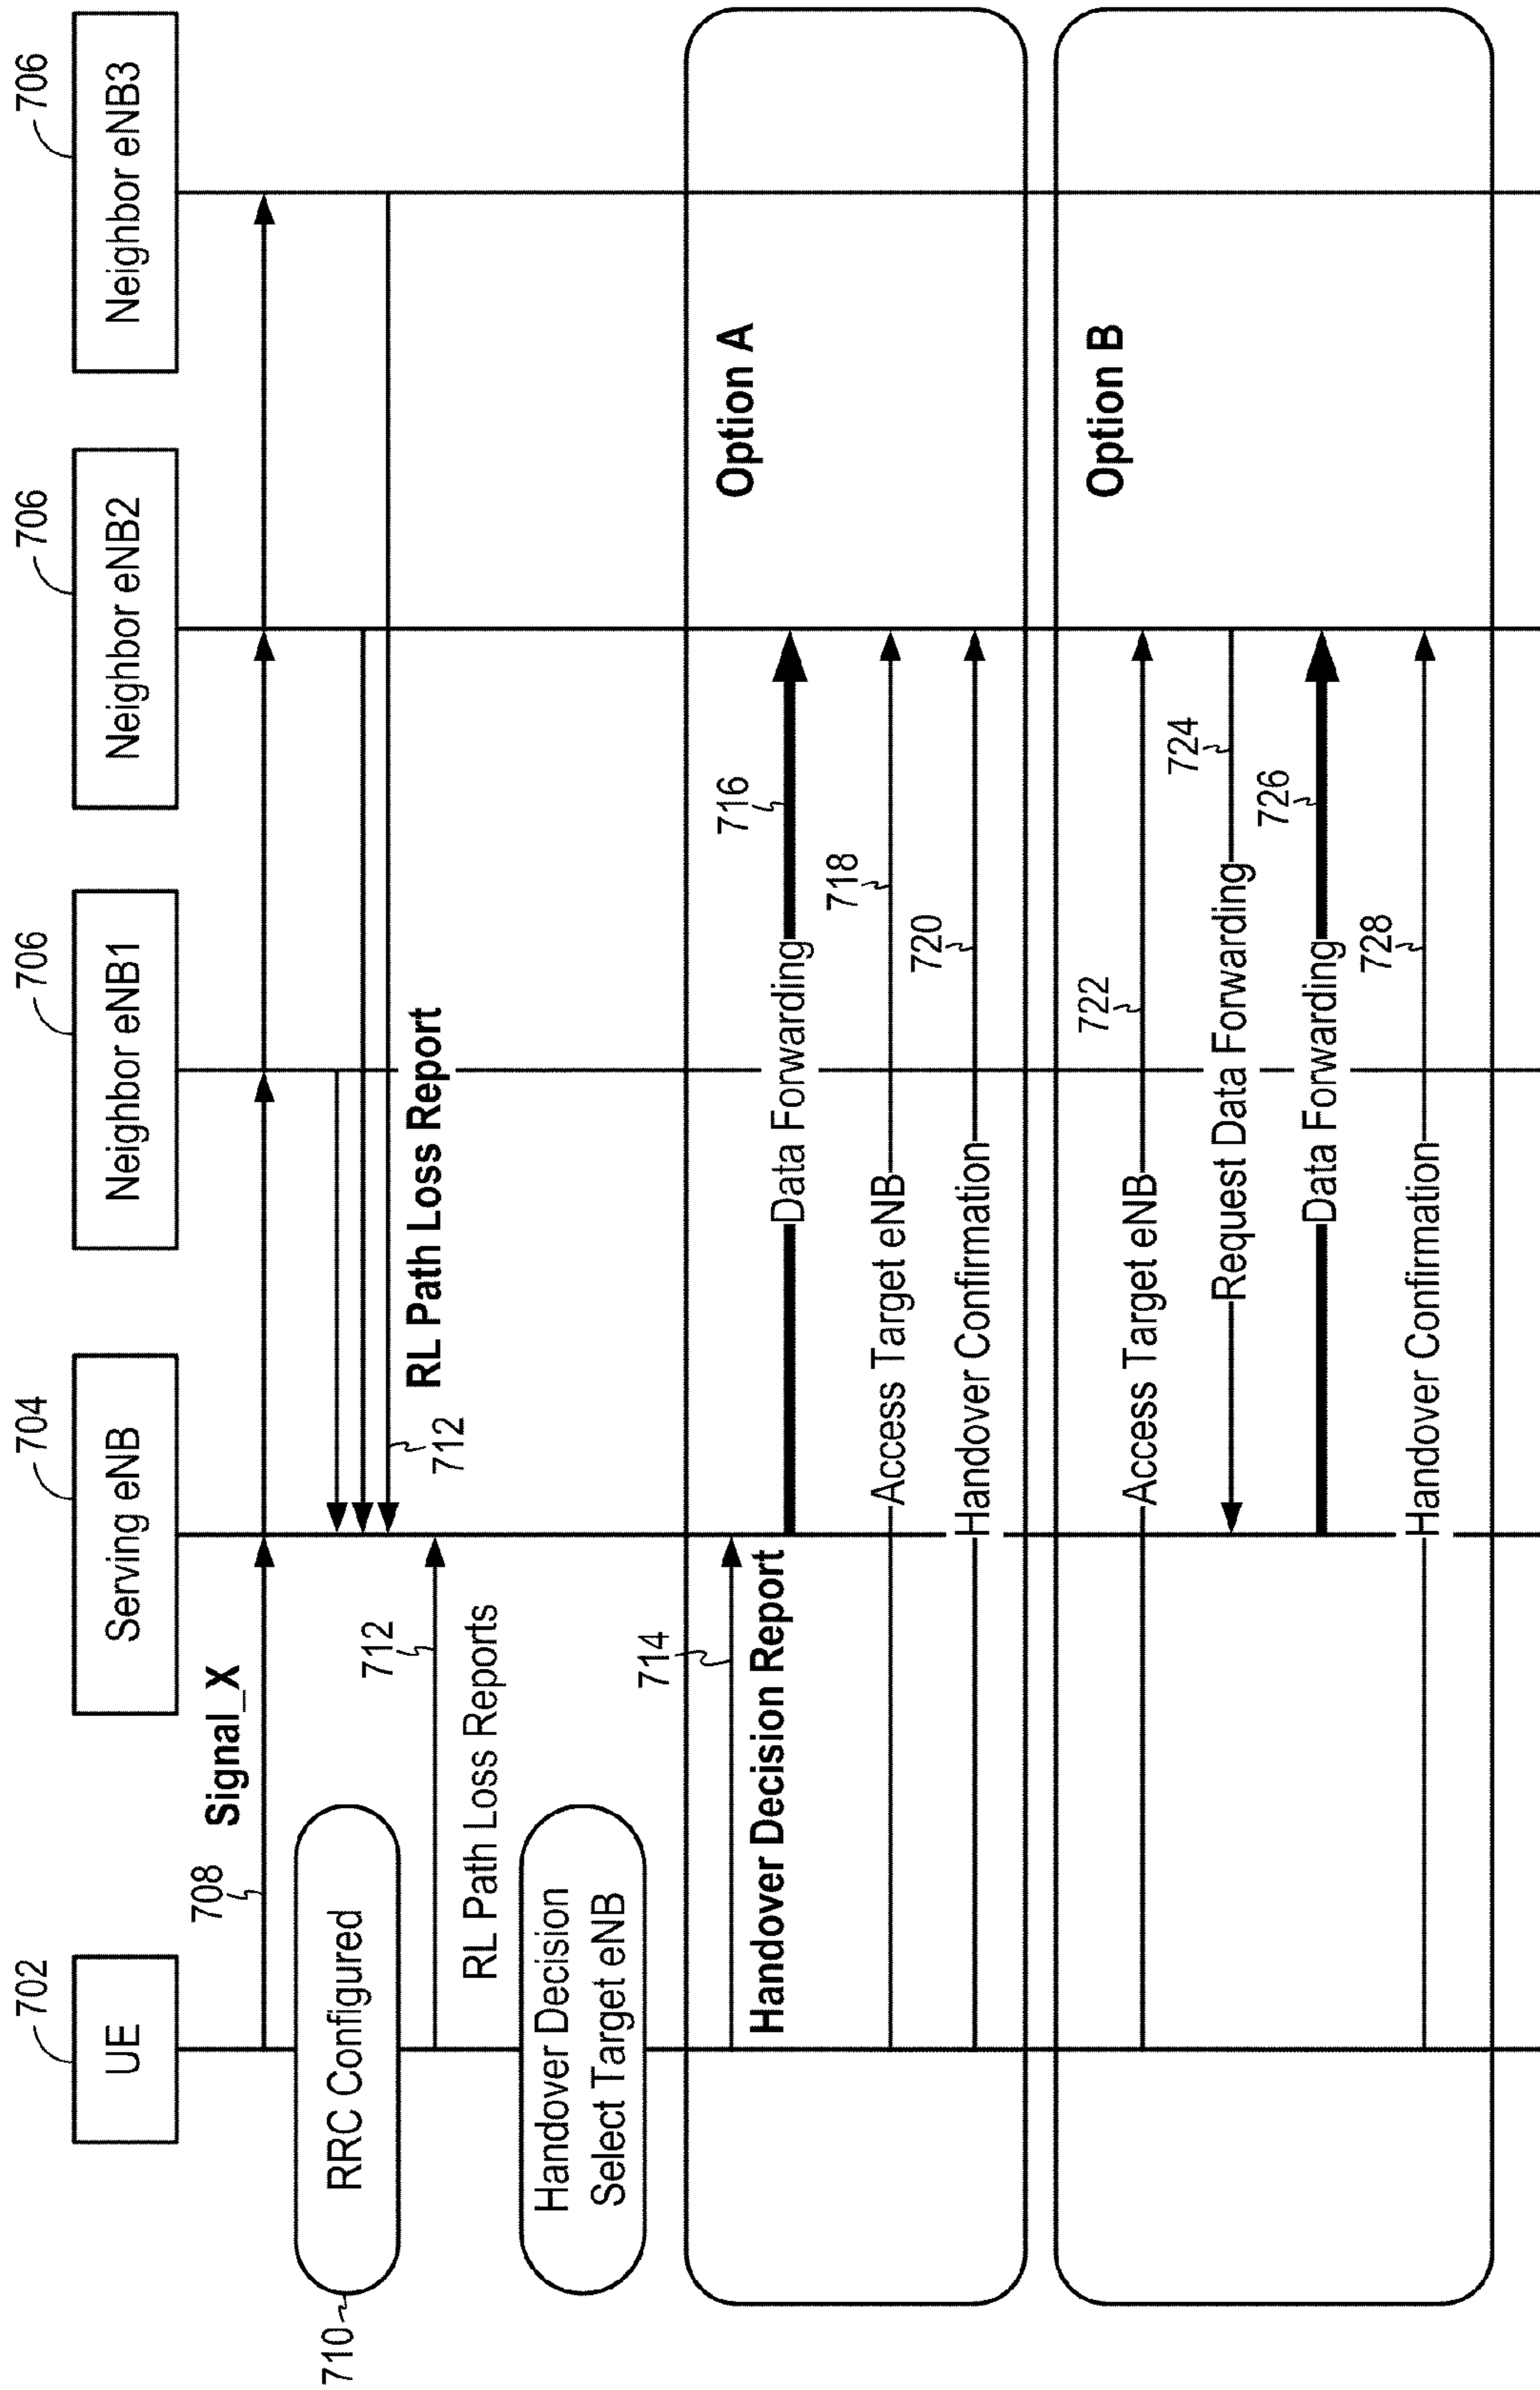 702
704
706
706
706
UE
Serving eNB
Neighbor eNB1
Neighbor eNB2
Neighbor eNB3
708
Signal_X
710
RRC Configured
712
RL Path Loss Reports
712
RL Path Loss Report
Handover Decision
Select Target eNB
714
Handover Decision Report
Option A
716
Data Forwarding
718
Access Target eNB
720
Handover Confirmation
Option B
722
Access Target eNB
724
Request Data Forwarding
726
Data Forwarding
728
Handover Confirmation